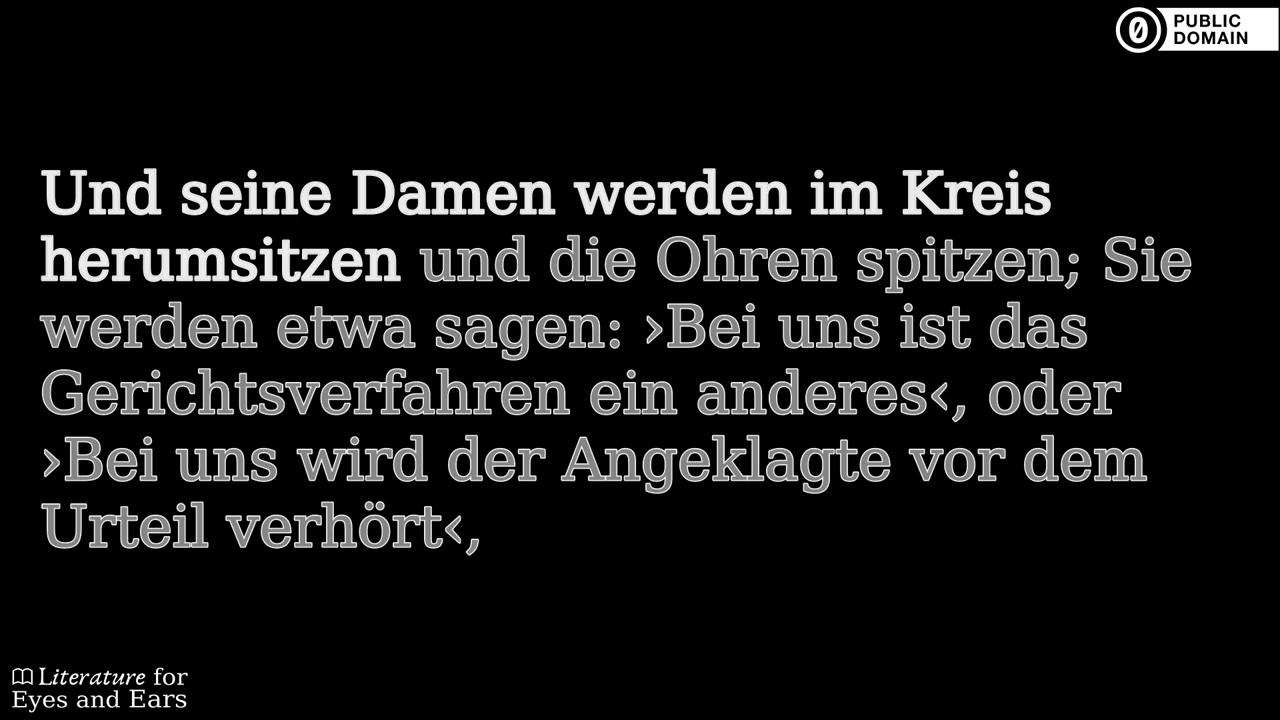 PUBLIC
DOMAIN
Und seine Damen werden im Kreis
herumsitzen und die Ohren spitzen; Sie
werden etwa sagen: ›Bei uns ist das
Gerichtsverfahren ein anderes‹, oder
›Bei uns wird der Angeklagte vor dem
Urteil verhört‹,
Literature for
Eyes and Ears